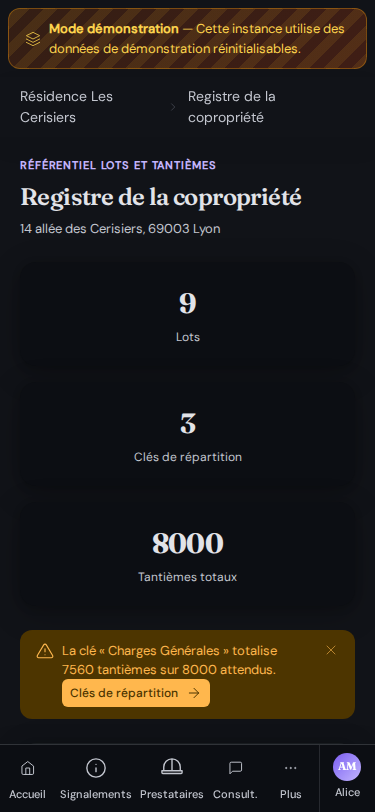 Mode démonstration — Cette instance utilise des
données de démonstration réinitialisables.
Résidence Les
Cerisiers
Registre de la
copropriété
RÉFÉRENTIEL LOTS ET TANTIÈMES
Registre de la copropriété
14 allée des Cerisiers, 69003 Lyon
9
Lots
3
Clés de répartition
8000
Tantièmes totaux
La clé « Charges Générales » totalise
7560 tantièmes sur 8000 attendus.
Clés de répartition
Accueil
Signalements
Prestataires
Consult.
Plus
AM
Alice